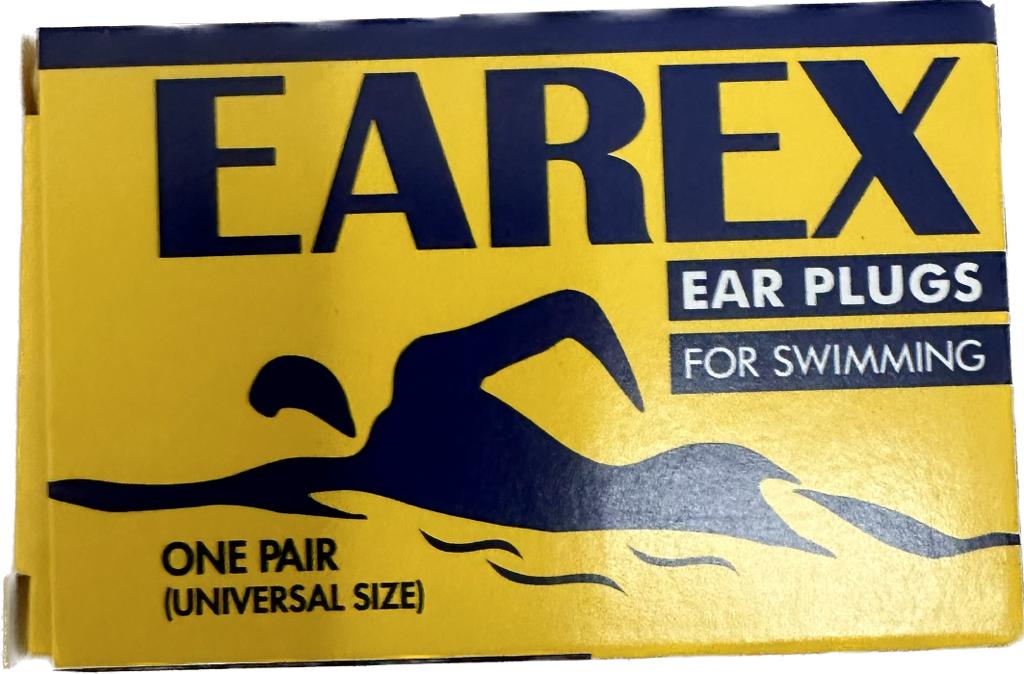 EAREX
EAR PLUGS
FOR SWIMMING
ONE PAIR
(UNIVERSAL SIZE)